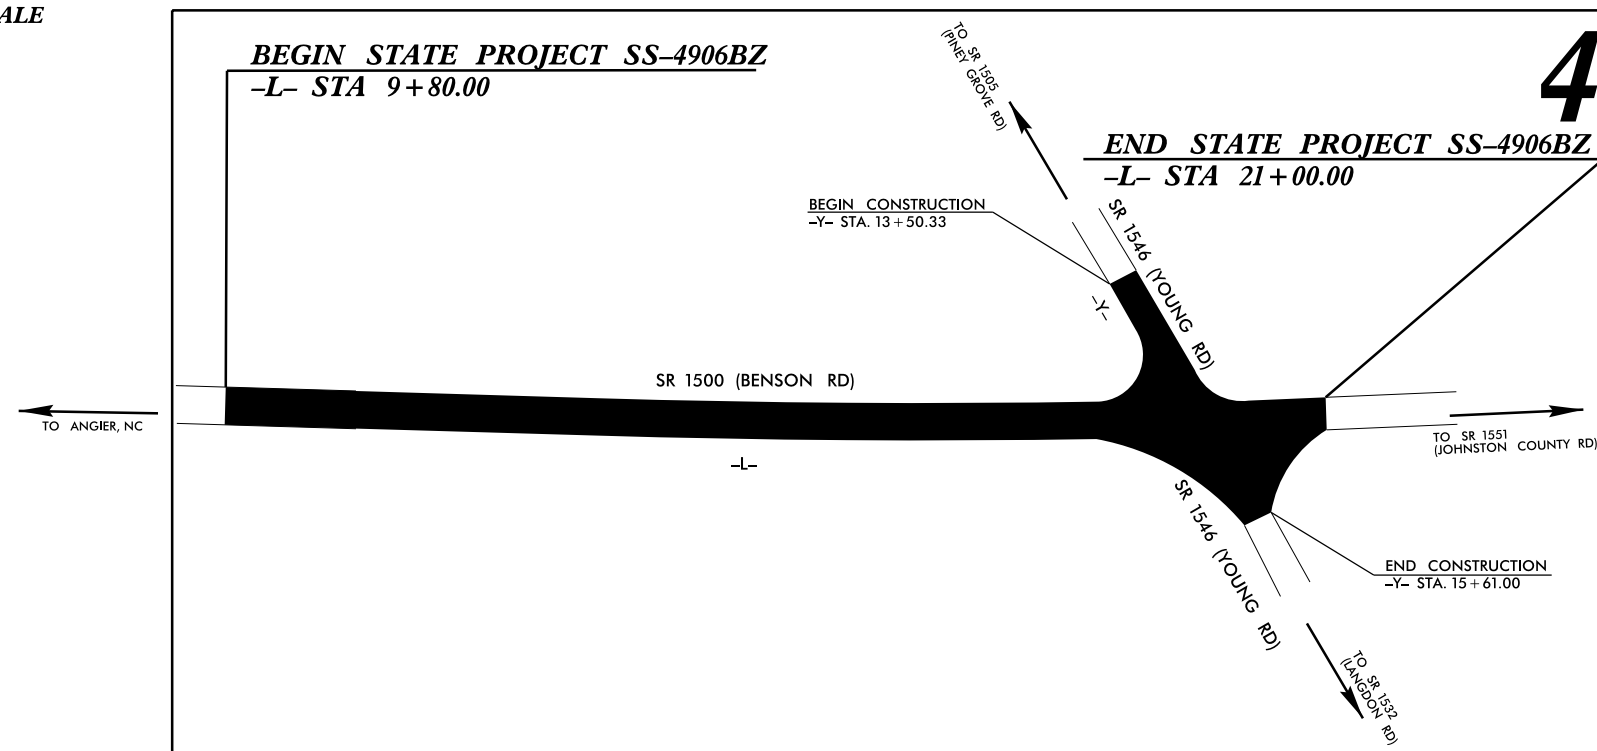 ALE
BEGIN STATE PROJECT SS–4906BZ
–L– STA 9+80.00
4
TO SR 1505
(PINEY GROVE RD)
END STATE PROJECT SS–4906BZ
–L– STA 21+00.00
BEGIN CONSTRUCTION
–Y– STA. 13+50.33
SR 1546 (YOUNG RD)
–Y–
SR 1500 (BENSON RD)
TO ANGIER, NC
TO SR 1551
(JOHNSTON COUNTY RD)
–L–
SR 1546 (YOUNG RD)
END CONSTRUCTION
–Y– STA. 15+61.00
TO SR 1532
(LANGDON RD)